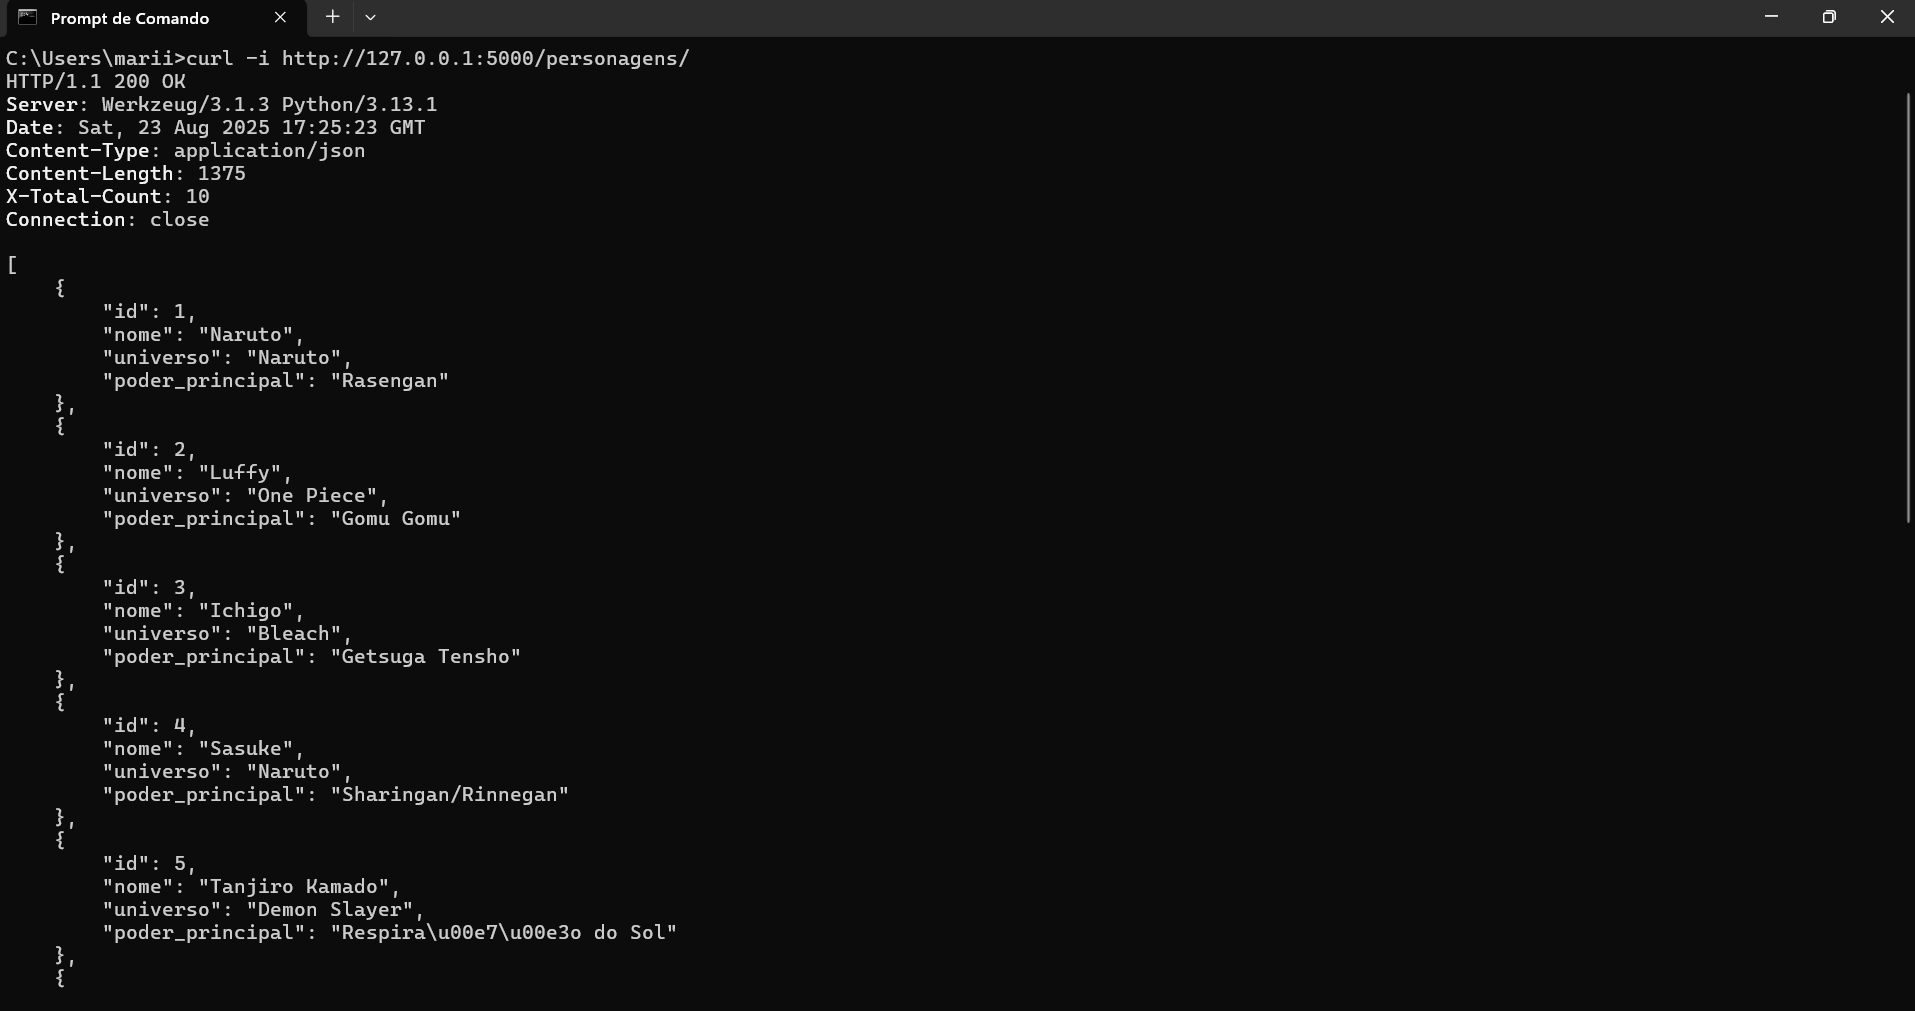 Prompt de Comando
C:\Users\marii>curl -i http://127.0.0.1:5000/personagens/
HTTP/1.1 200 OK
Server: Werkzeug/3.1.3 Python/3.13.1
Date: Sat, 23 Aug 2025 17:25:23 GMT
Content-Type: application/json
Content-Length: 1375
X-Total-Count: 10
Connection: close

[
    {
        "id": 1,
        "nome": "Naruto",
        "universo": "Naruto",
        "poder_principal": "Rasengan"
    },
    {
        "id": 2,
        "nome": "Luffy",
        "universo": "One Piece",
        "poder_principal": "Gomu Gomu"
    },
    {
        "id": 3,
        "nome": "Ichigo",
        "universo": "Bleach",
        "poder_principal": "Getsuga Tensho"
    },
    {
        "id": 4,
        "nome": "Sasuke",
        "universo": "Naruto",
        "poder_principal": "Sharingan/Rinnegan"
    },
    {
        "id": 5,
        "nome": "Tanjiro Kamado",
        "universo": "Demon Slayer",
        "poder_principal": "Respira\u00e7\u00e3o do Sol"
    },
    {